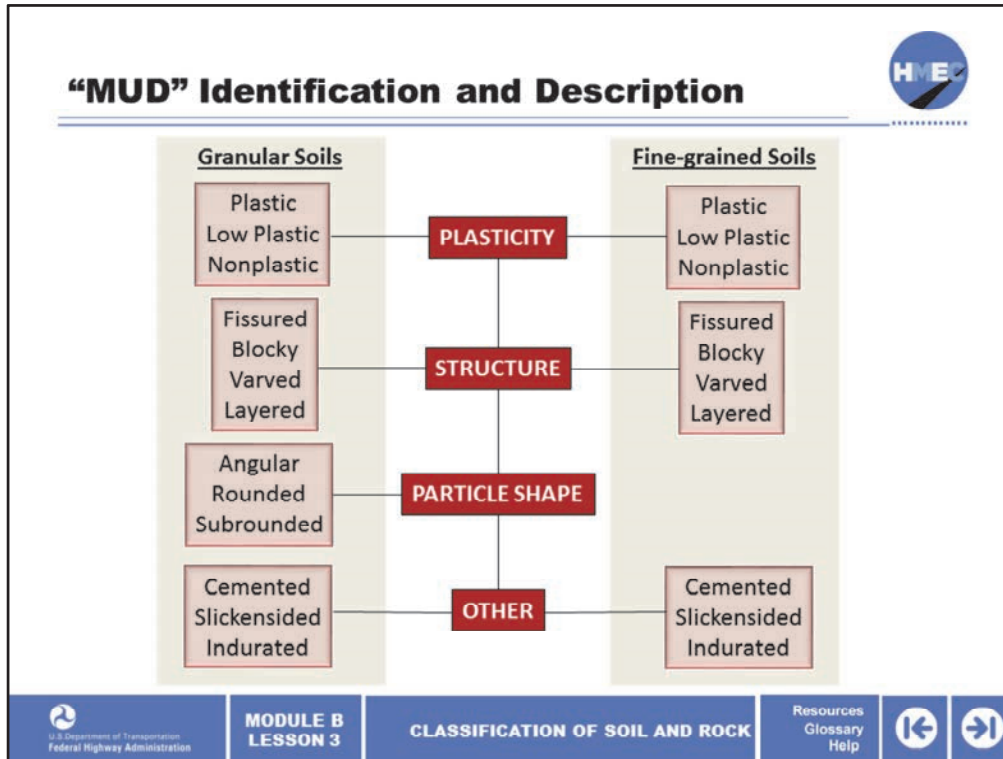 HMEC
“MUD” Identification and Description
Granular Soils
Fine-grained Soils
Plastic
Low Plastic
Nonplastic
PLASTICITY
Plastic
Low Plastic
Nonplastic
Fissured
Blocky
Varved
Layered
STRUCTURE
Fissured
Blocky
Varved
Layered
Angular
Rounded
Subrounded
PARTICLE SHAPE
Cemented
Slickensided
Indurated
OTHER
Cemented
Slickensided
Indurated
U.S. Department of Transportation
Federal Highway Administration
MODULE B
LESSON 3
CLASSIFICATION OF SOIL AND ROCK
Resources
Glossary
Help